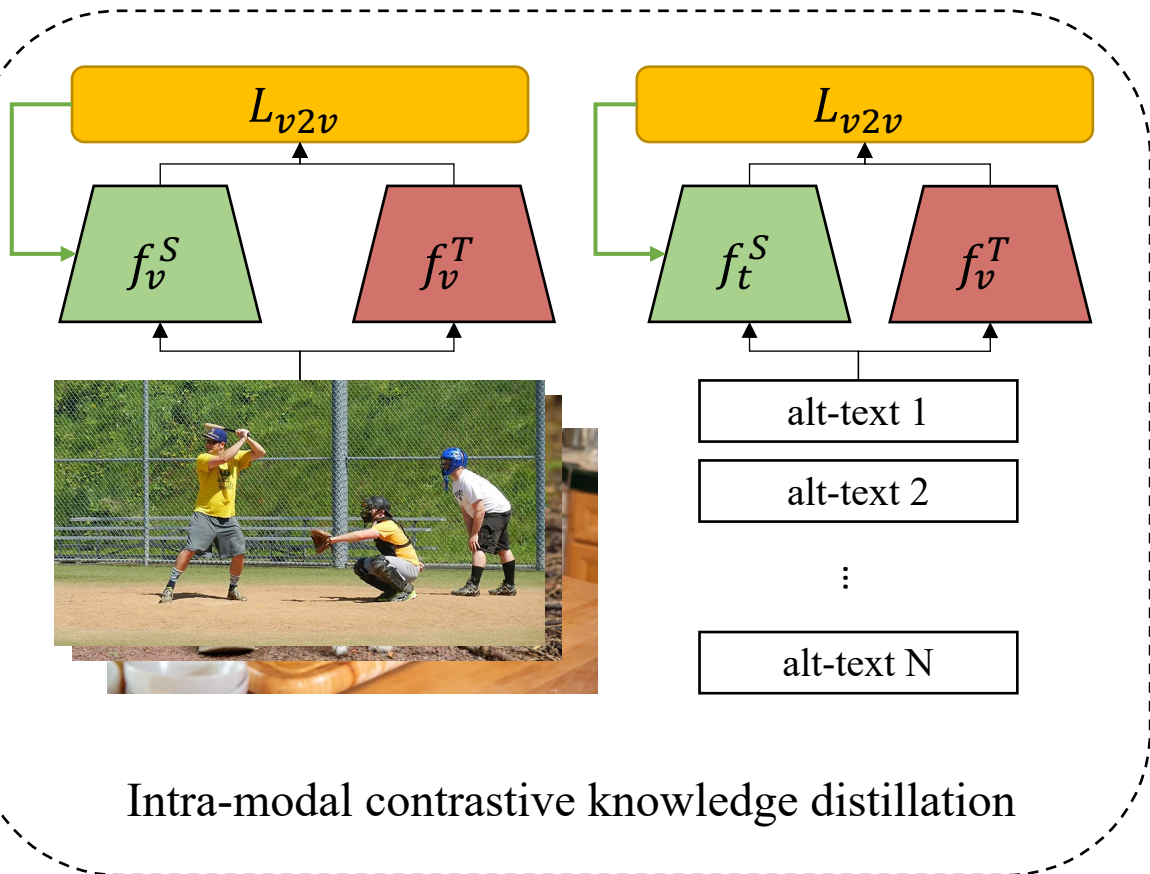 L_{v2v} L_{v2v}
f_v^S f_v^T f_t^S f_v^T
alt-text 1
alt-text 2
⋮
alt-text N
Intra-modal contrastive knowledge distillation